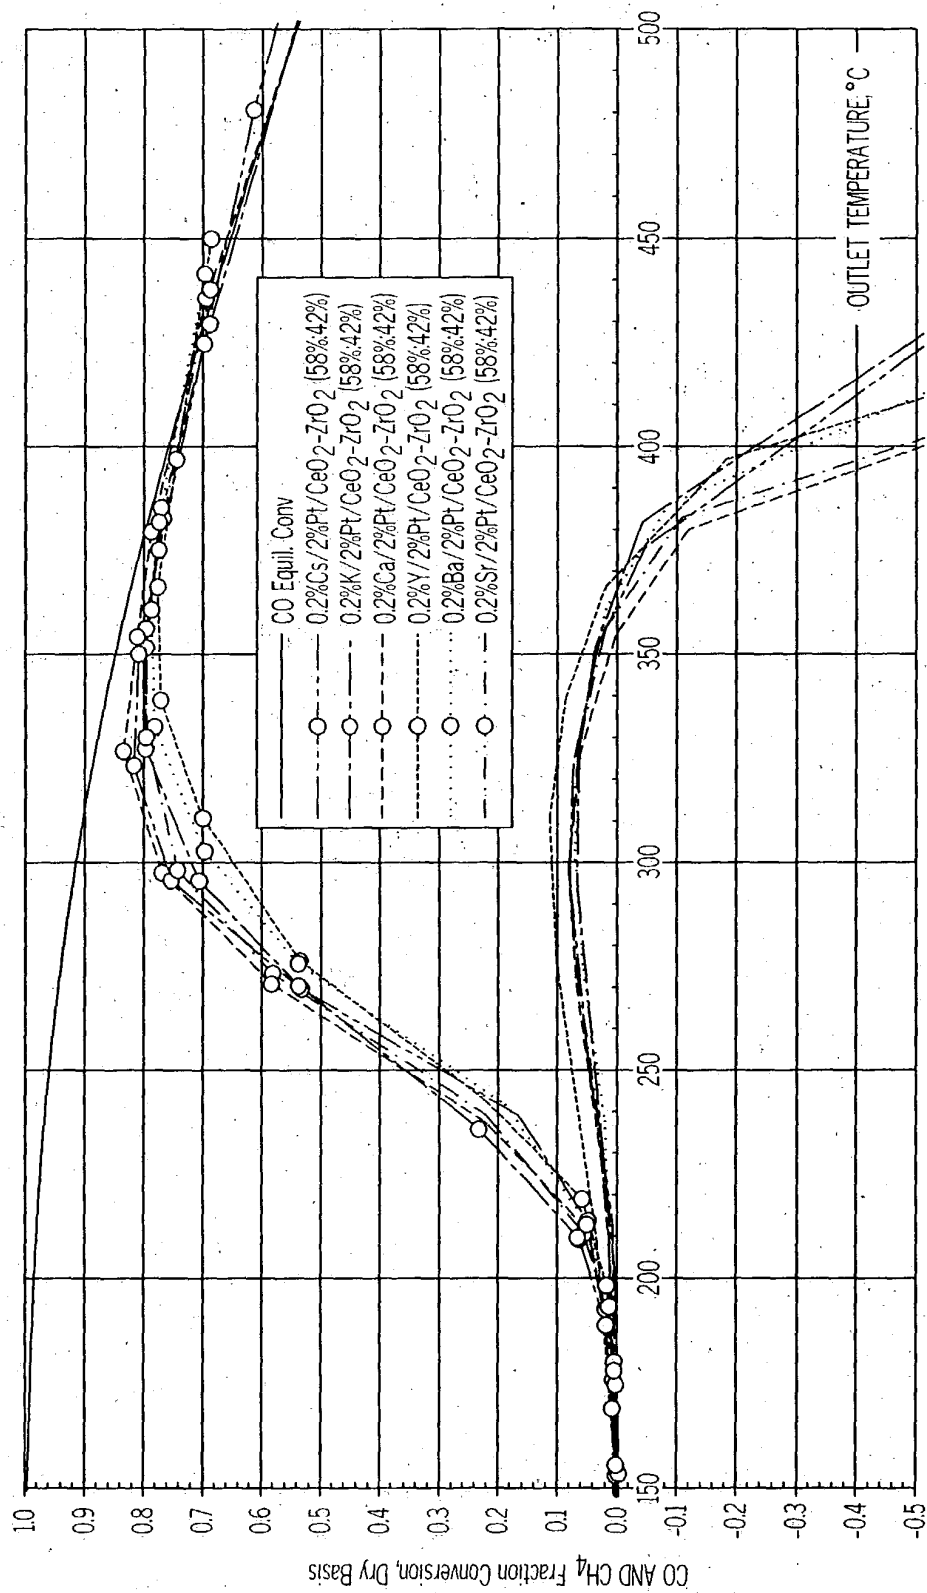 CO AND CH4 Fraction Conversion, Dry Basis
1.0
0.9
0.8
0.7
0.6
0.5
0.4
0.3
0.2
0.1
0.0
-0.1
-0.2
-0.3
-0.4
-0.5
150
200
250
300
350
400
450
500
OUTLET TEMPERATURE, °C
CO Equil. Conv
0.2%Cs/2%Pt/CeO2-ZrO2 (58%:42%)
0.2%K/2%Pt/CeO2-ZrO2 (58%:42%)
0.2%Ca/2%Pt/CeO2-ZrO2 (58%:42%)
0.2%Y/2%Pt/CeO2-ZrO2 (58%:42%)
0.2%Ba/2%Pt/CeO2-ZrO2 (58%:42%)
0.2%Sr/2%Pt/CeO2-ZrO2 (58%:42%)